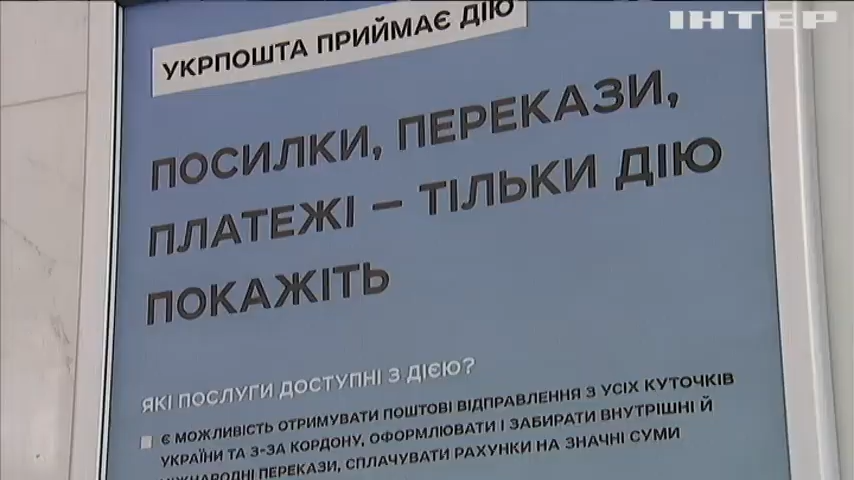 ІНТЕР
УКРПОШТА ПРИЙМАЄ ДІЮ
ПОСИЛКИ, ПЕРЕКАЗИ,
ПЛАТЕЖІ – ТІЛЬКИ ДІЮ
ПОКАЖІТЬ
ЯКІ ПОСЛУГИ ДОСТУПНІ З ДІЄЮ?
Є МОЖЛИВІСТЬ ОТРИМУВАТИ ПОШТОВІ ВІДПРАВЛЕННЯ З УСІХ КУТОЧКІВ
УКРАЇНИ ТА З-ЗА КОРДОНУ, ОФОРМЛЮВАТИ І ЗАБИРАТИ ВНУТРІШНІ Й
МІЖНАРОДНІ ПЕРЕКАЗИ, СПЛАЧУВАТИ РАХУНКИ НА ЗНАЧНІ СУМИ